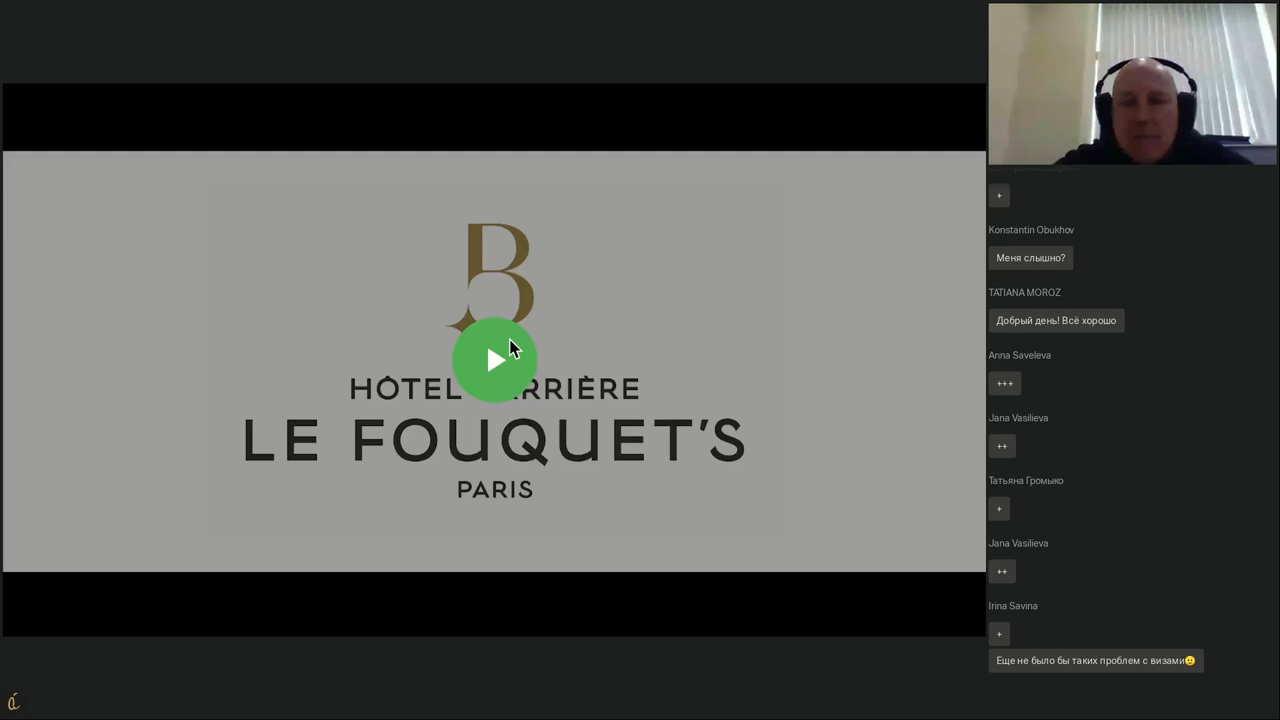 B
HÔTEL
RRIÈRE
LE FOUQUET'S
PARIS
+
Konstantin Obukhov
Меня слышно?
TATIANA MOROZ
Добрый день! Всё хорошо
Anna Saveleva
+++
Jana Vasilieva
++
Татьяна Громыко
+
Jana Vasilieva
++
Irina Savina
+
Еще не было бы таких проблем с визами🤨
á